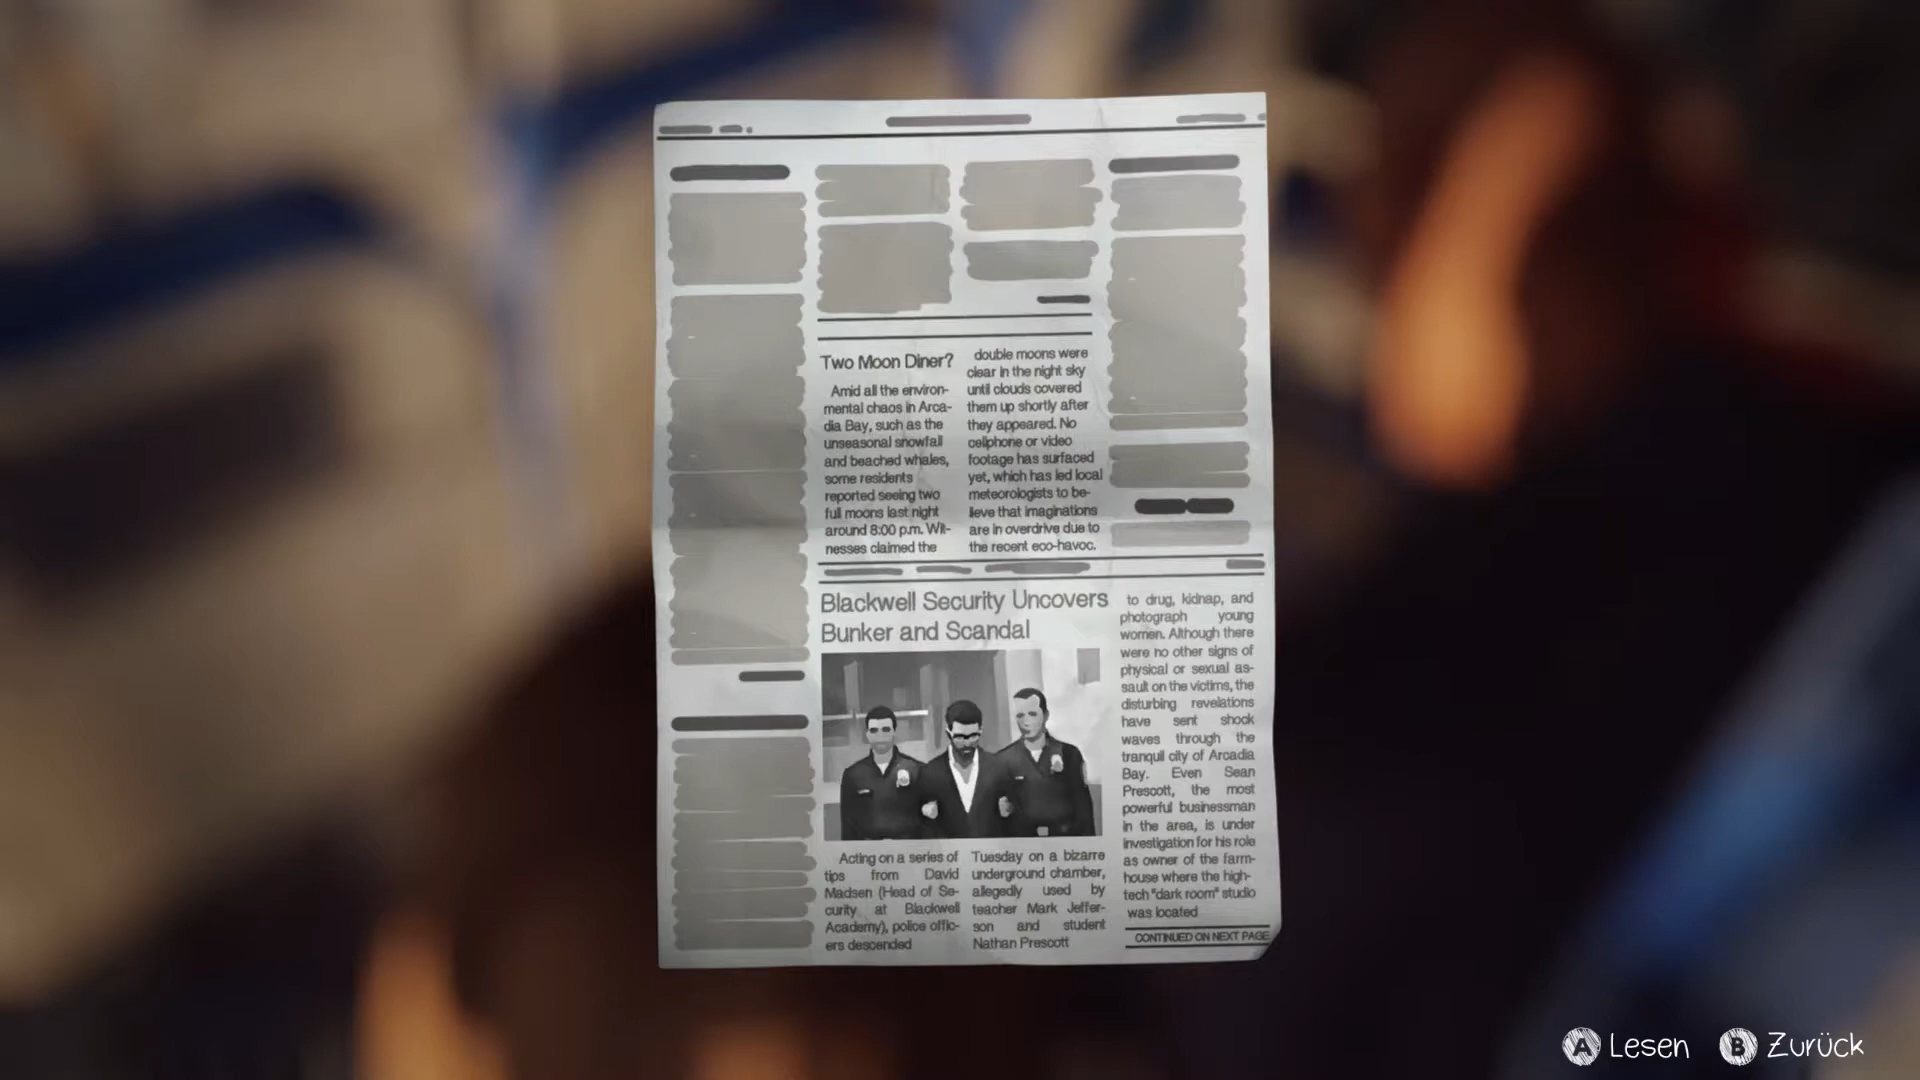 Two Moon Diner?
Amid all the environ-
mental chaos in Arca-
dia Bay, such as the
unseasonal snowfall
and beached whales,
some residents
reported seeing two
full moons last night
around 8:00 p.m. Wit-
nesses claimed the
double moons were
clear in the night sky
until clouds covered
them up shortly after
they appeared. No
cellphone or video
footage has surfaced
yet, which has led local
meteorologists to be-
lieve that imaginations
are in overdrive due to
the recent eco-havoc.
Blackwell Security Uncovers
Bunker and Scandal
Acting on a series of
tips from David
Madsen (Head of Se-
curity at Blackwell
Academy), police offic-
ers descended
Tuesday on a bizarre
underground chamber,
allegedly used by
teacher Mark Jeffer-
son and student
Nathan Prescott
to drug, kidnap, and
photograph young
women. Although there
were no other signs of
physical or sexual as-
sault on the victims, the
disturbing revelations
have sent shock
waves through the
tranquil city of Arcadia
Bay. Even Sean
Prescott, the most
powerful businessman
in the area, is under
investigation for his role
as owner of the farm-
house where the high-
tech "dark room" studio
was located
CONTINUED ON NEXT PAGE
A Lesen B Zurück